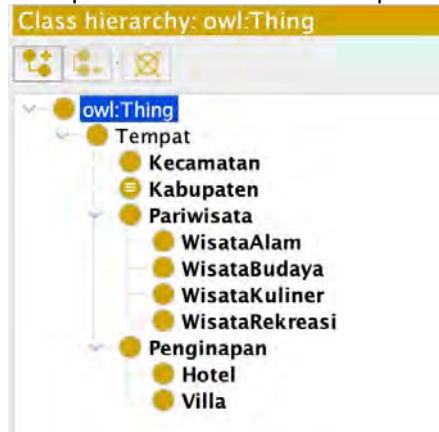 Class hierarchy: owl:Thing
owl:Thing
Tempat
Kecamatan
Kabupaten
Pariwisata
WisataAlam
WisataBudaya
WisataKuliner
WisataRekreasi
Penginapan
Hotel
Villa